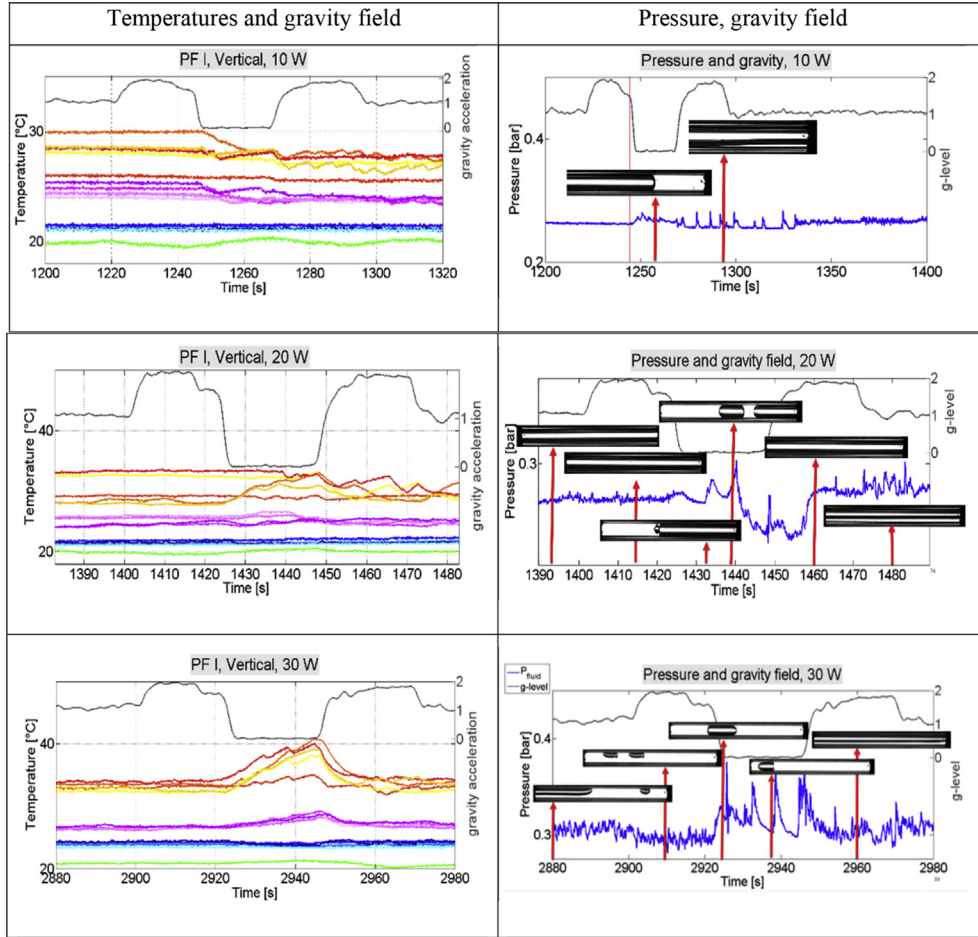 Temperatures and gravity field
Pressure, gravity field
PF I, Vertical, 10 W
Temperature [°C]
30
20
2
1
0
gravity acceleration
1200 1220 1240 1260 1280 1300 1320
Time [s]
Pressure and gravity, 10 W
Pressure [bar]
0.4
0,2
2
1
0
g-level
1200 1250 1300 1350 1400
Time [s]
PF I, Vertical, 20 W
Temperature [°C]
40
20
1
0
gravity acceleration
1390 1400 1410 1420 1430 1440 1450 1460 1470 1480
Time [s]
Pressure and gravity field, 20 W
Pressure [bar]
0.3
2
1
0
g-level
1390 1400 1410 1420 1430 1440 1450 1460 1470 1480
Time [s]
PF I, Vertical, 30 W
Temperature [°C]
40
20
2
1
0
gravity acceleration
2880 2900 2920 2940 2960 2980
Time [s]
P fluid
g-level
Pressure and gravity field, 30 W
Pressure [bar]
0.4
0.3
2
1
0
g-level
2880 2900 2920 2940 2960 2980
Time [s]